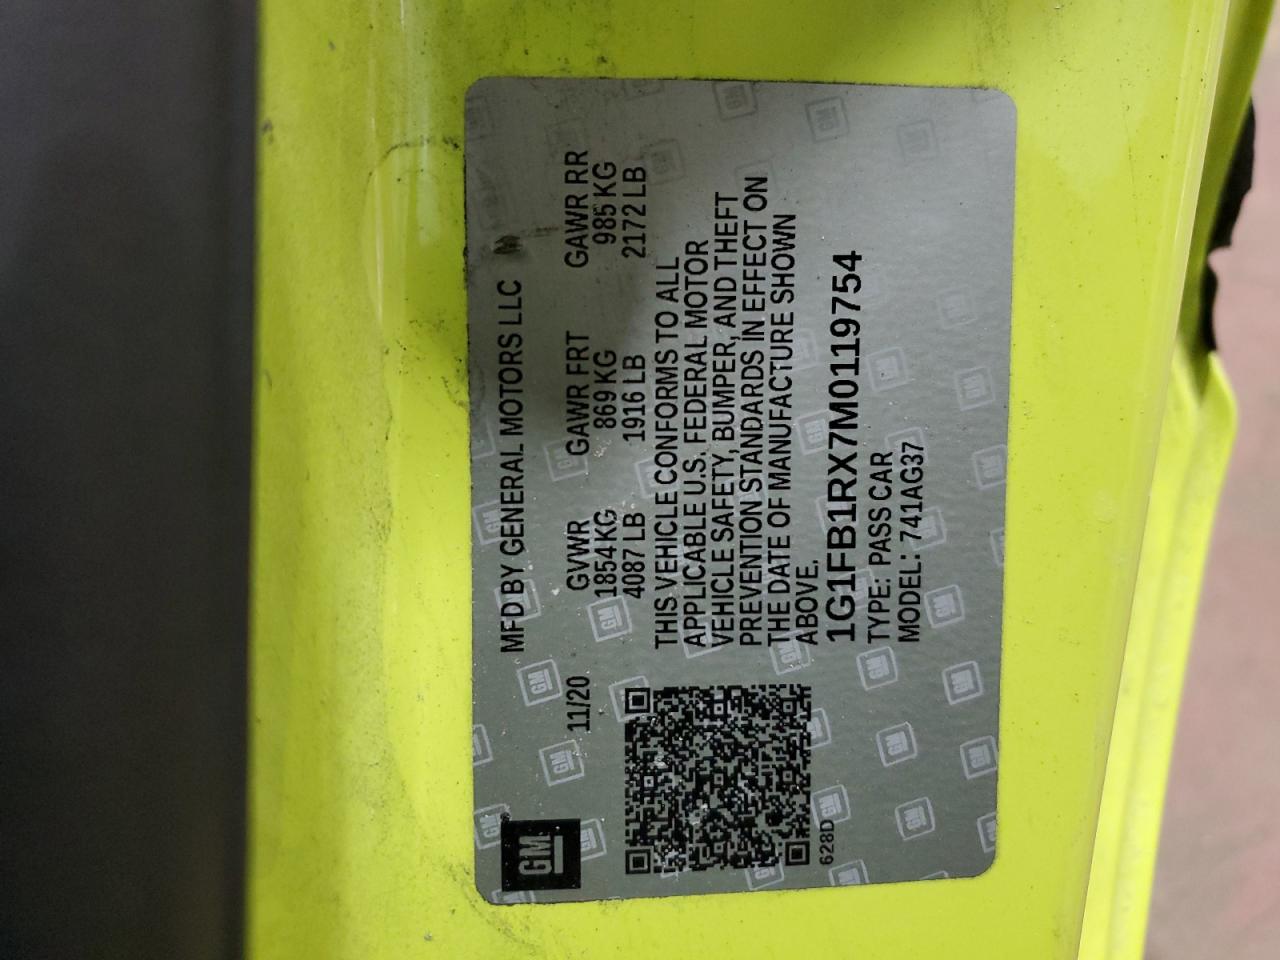 GM
MFD BY GENERAL MOTORS LLC
11/20
GVWR GAWR FRT GAWR RR
1854 KG 869 KG 985 KG
4087 LB 1916 LB 2172 LB
THIS VEHICLE CONFORMS TO ALL
APPLICABLE U.S. FEDERAL MOTOR
VEHICLE SAFETY, BUMPER, AND THEFT
PREVENTION STANDARDS IN EFFECT ON
THE DATE OF MANUFACTURE SHOWN
ABOVE.
1G1FB1RX7M0119754
TYPE: PASS CAR
MODEL: 741AG37
628D